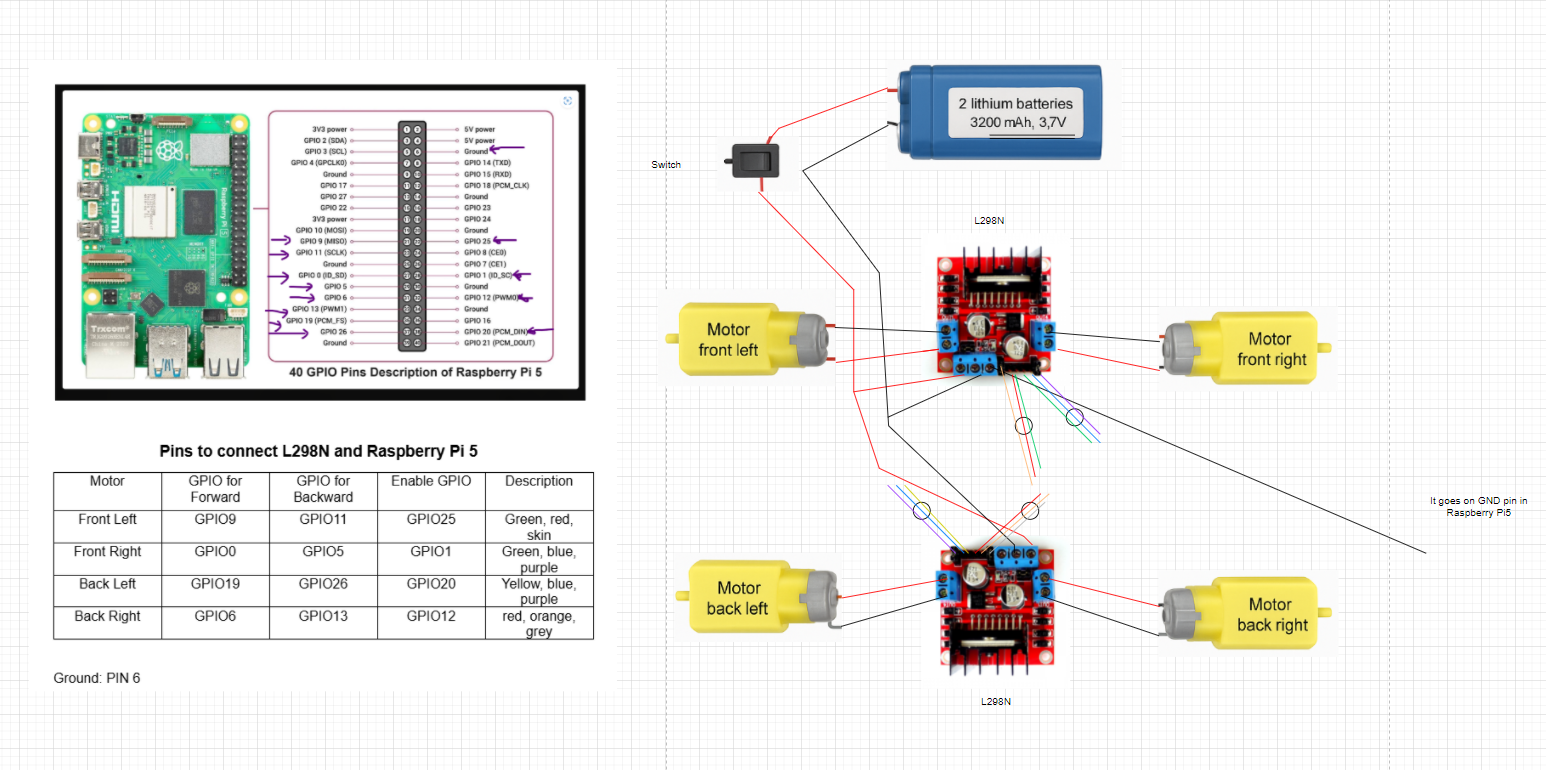 3V3 power
5V power
GPIO 2 (SDA)
5V power
GPIO 3 (SCL)
Ground
GPIO 4 (GPCLK0)
GPIO 14 (TXD)
Ground
GPIO 15 (RXD)
GPIO 17
GPIO 18 (PCM_CLK)
GPIO 27
Ground
GPIO 22
GPIO 23
3V3 power
GPIO 24
GPIO 10 (MOSI)
Ground
GPIO 9 (MISO)
GPIO 25
GPIO 11 (SCLK)
GPIO 8 (CE0)
Ground
GPIO 7 (CE1)
GPIO 0 (ID_SD)
GPIO 1 (ID_SC)
GPIO 5
Ground
GPIO 6
GPIO 12 (PWM0)
GPIO 13 (PWM1)
Ground
GPIO 19 (PCM_FS)
GPIO 16
GPIO 26
GPIO 20 (PCM_DIN)
Ground
GPIO 21 (PCM_DOUT)
Trxcom
40 GPIO Pins Description of Raspberry Pi 5
Pins to connect L298N and Raspberry Pi 5
Motor GPIO for Forward GPIO for Backward Enable GPIO Description
Front Left GPIO9 GPIO11 GPIO25 Green, red, skin
Front Right GPIO0 GPIO5 GPIO1 Green, blue, purple
Back Left GPIO19 GPIO26 GPIO20 Yellow, blue, purple
Back Right GPIO6 GPIO13 GPIO12 red, orange, grey
Ground: PIN 6
2 lithium batteries
3200 mAh, 3,7V
Switch
L298N
Motor
front left
Motor
front right
It goes on GND pin in
Raspberry Pi5
Motor
back left
Motor
back right
L298N